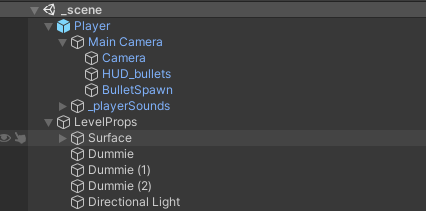 _scene
Player
Main Camera
Camera
HUD_bullets
BulletSpawn
_playerSounds
LevelProps
Surface
Dummie
Dummie (1)
Dummie (2)
Directional Light